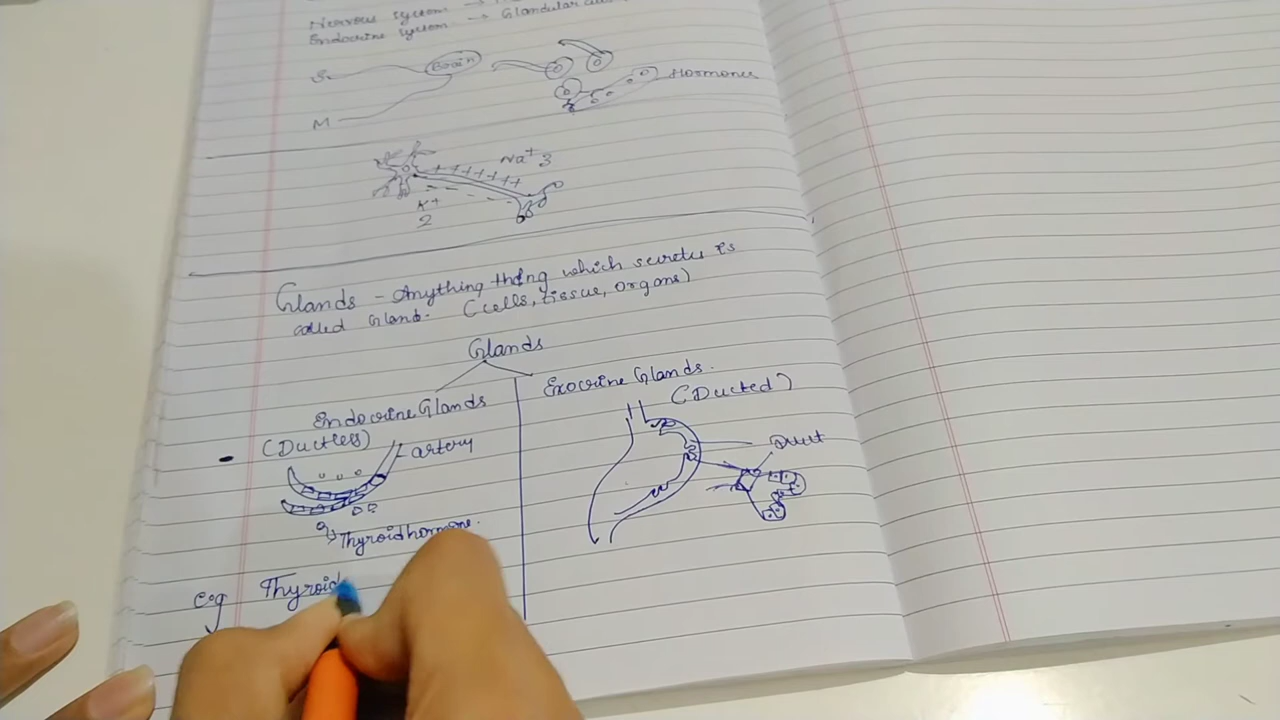 Nervous system →
Endocrine system → Glandular
S
Brain
Hormones
M
Na+ 3
+ + + + + + +
- - - -
K+
2
Glands - Anything thing which secretes is
called Gland. (cells, tissue, organs)
Glands
Endocrine Glands
(Ductless)
artery
Thyroid hormone.
e.g Thyroid
Exocrine Glands.
(Ducted)
Duct